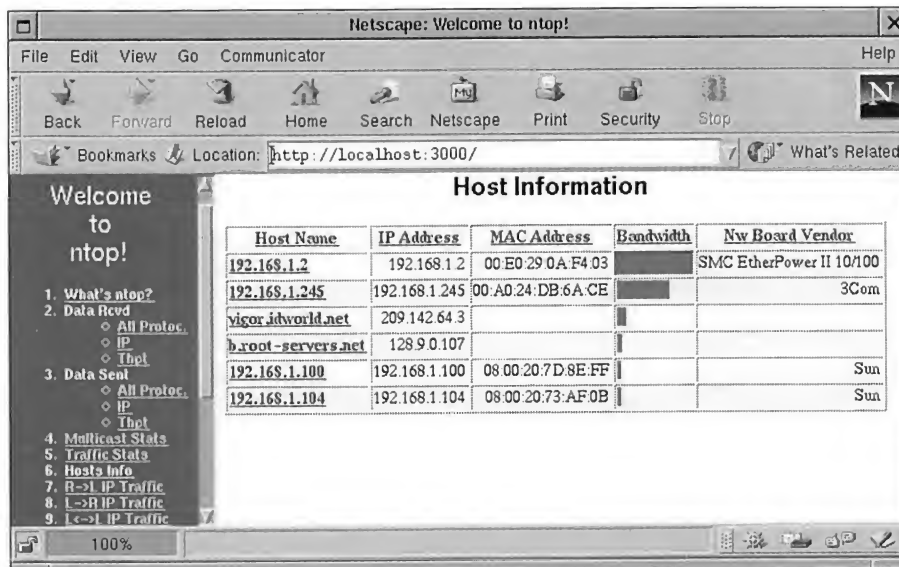 Netscape: Welcome to ntop!
File Edit View Go Communicator Help
Back Forward Reload Home Search Netscape Print Security Stop
My
N
Bookmarks Location: http://localhost:3000/ What's Related
Welcome
to
ntop!
1. What's ntop?
2. Data Rcvd
All Protoc.
IP
Thpt
3. Data Sent
All Protoc.
IP
Thpt
4. Multicast Stats
5. Traffic Stats
6. Hosts Info
7. R->L IP Traffic
8. L->R IP Traffic
9. L<->L IP Traffic
Host Information
Host Name IP Address MAC Address Bandwidth Nw Board Vendor
192.168.1.2 192.168.1.2 00:E0:29:0A:F4:03 SMC EtherPower II 10/100
192.168.1.245 192.168.1.245 00:A0:24:DB:6A:CE 3Com
vigor.idworld.net 209.142.64.3
b.root-servers.net 128.9.0.107
192.168.1.100 192.168.1.100 08:00:20:7D:8E:FF Sun
192.168.1.104 192.168.1.104 08:00:20:73:AF:0B Sun
100%